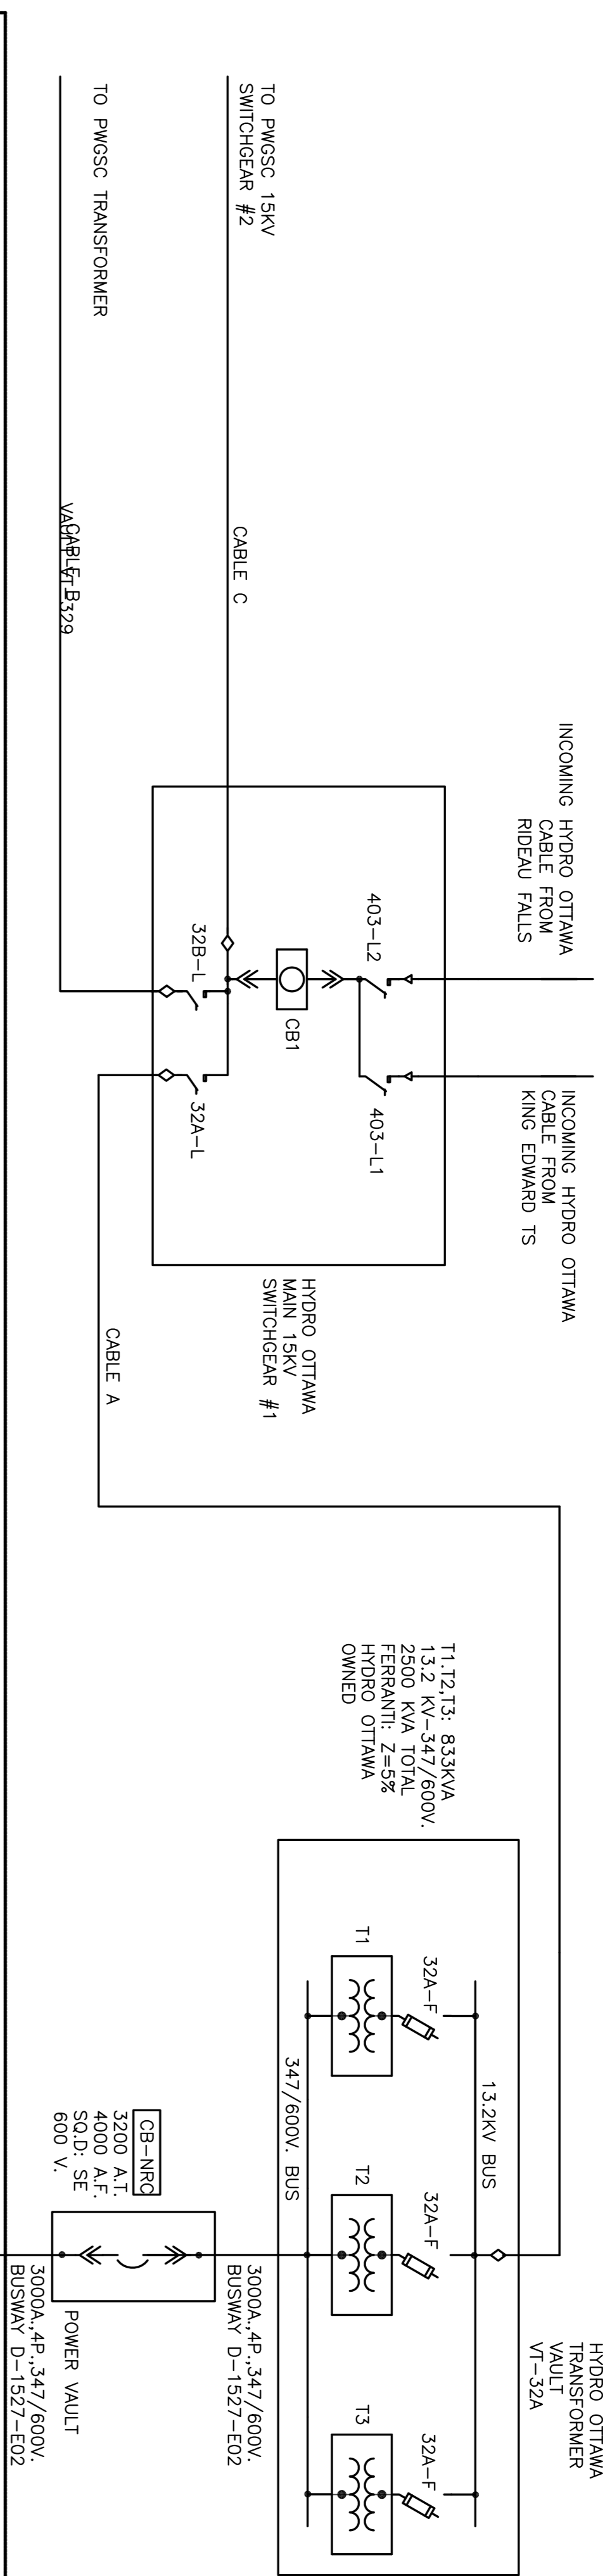 INCOMING HYDRO OTTAWA
CABLE FROM
RIDEAU FALLS
INCOMING HYDRO OTTAWA
CABLE FROM
KING EDWARD TS
TO PWGSC 15KV
SWITCHGEAR #2
TO PWGSC TRANSFORMER
VAULT VT-329
CABLE B
CABLE C
403-L2
403-L1
CB1
32B-L
32A-L
HYDRO OTTAWA
MAIN 15KV
SWITCHGEAR #1
CABLE A
T1.T2,T3: 833KVA
13.2 KV-347/600V.
2500 KVA TOTAL
FERRANTI: Z=5%
HYDRO OTTAWA
OWNED
HYDRO OTTAWA
TRANSFORMER
VAULT
VT-32A
13.2KV BUS
32A-F
32A-F
32A-F
T1
T2
T3
347/600V. BUS
3000A.,4P.,347/600V.
BUSWAY D-1527-E02
CB-NRC
3200 A.T.
4000 A.F.
SQ.D: SE
600 V.
POWER VAULT
3000A.,4P.,347/600V.
BUSWAY D-1527-E02